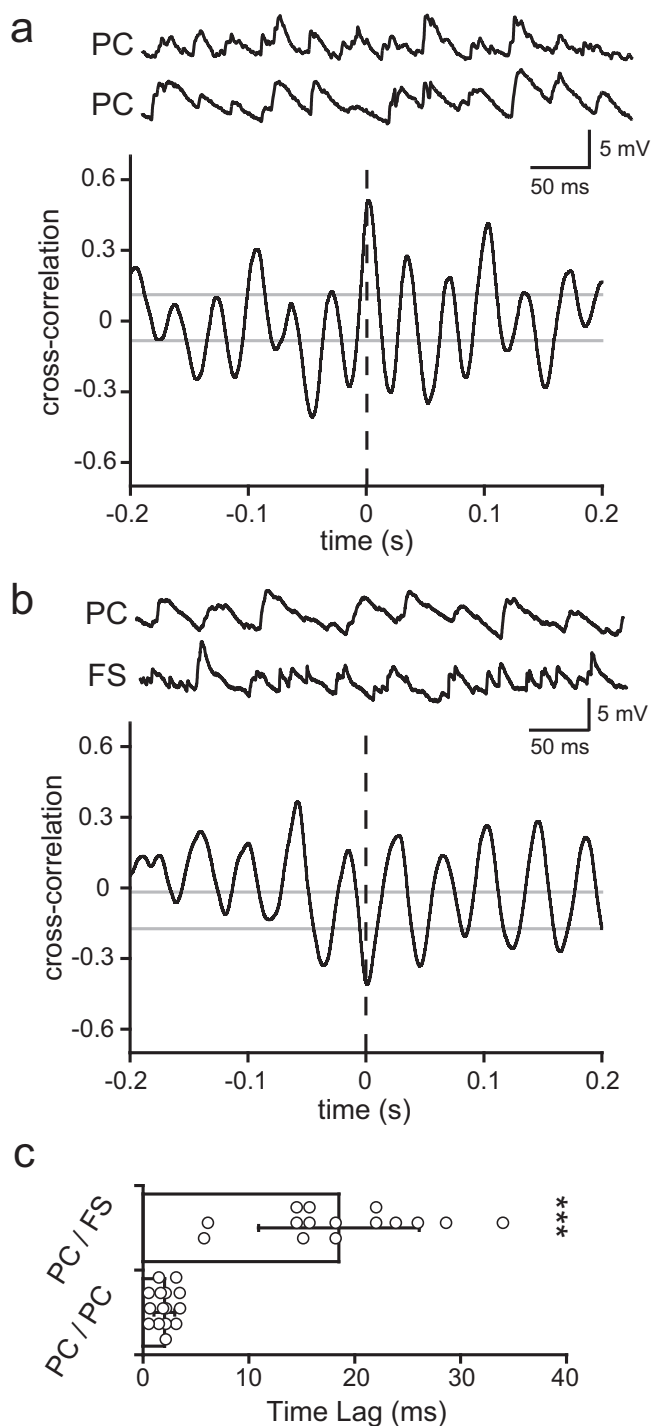 a
PC
PC
5 mV
50 ms
0.6
0.3
0
-0.3
-0.6
cross-correlation
-0.2
-0.1
0
0.1
0.2
time (s)
b
PC
FS
5 mV
50 ms
0.6
0.3
0
-0.3
-0.6
cross-correlation
-0.2
-0.1
0
0.1
0.2
time (s)
c
PC / FS
***
PC / PC
0
10
20
30
40
Time Lag (ms)